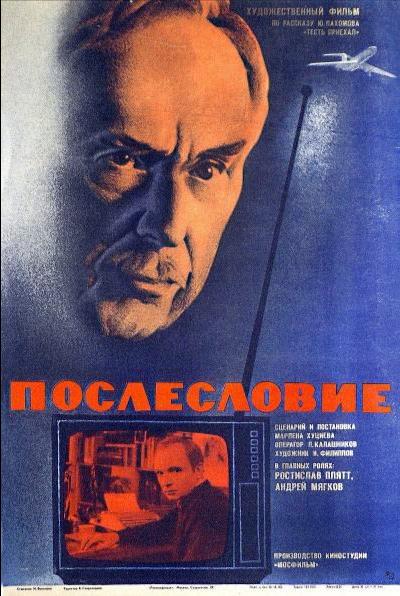 ХУДОЖЕСТВЕННЫЙ ФИЛЬМ
ПО РАССКАЗУ Ю. ПАХОМОВА
«ТЕСТЬ ПРИЕХАЛ»
ПОСЛЕСЛОВИЕ
СЦЕНАРИЙ И ПОСТАНОВКА
МАРЛЕНА ХУЦИЕВА
ОПЕРАТОР П. КАЛАШНИКОВ
ХУДОЖНИК И. ФИЛИППОВ
В ГЛАВНЫХ РОЛЯХ:
РОСТИСЛАВ ПЛЯТТ,
АНДРЕЙ МЯГКОВ
ПРОИЗВОДСТВО КИНОСТУДИИ
«МОСФИЛЬМ»